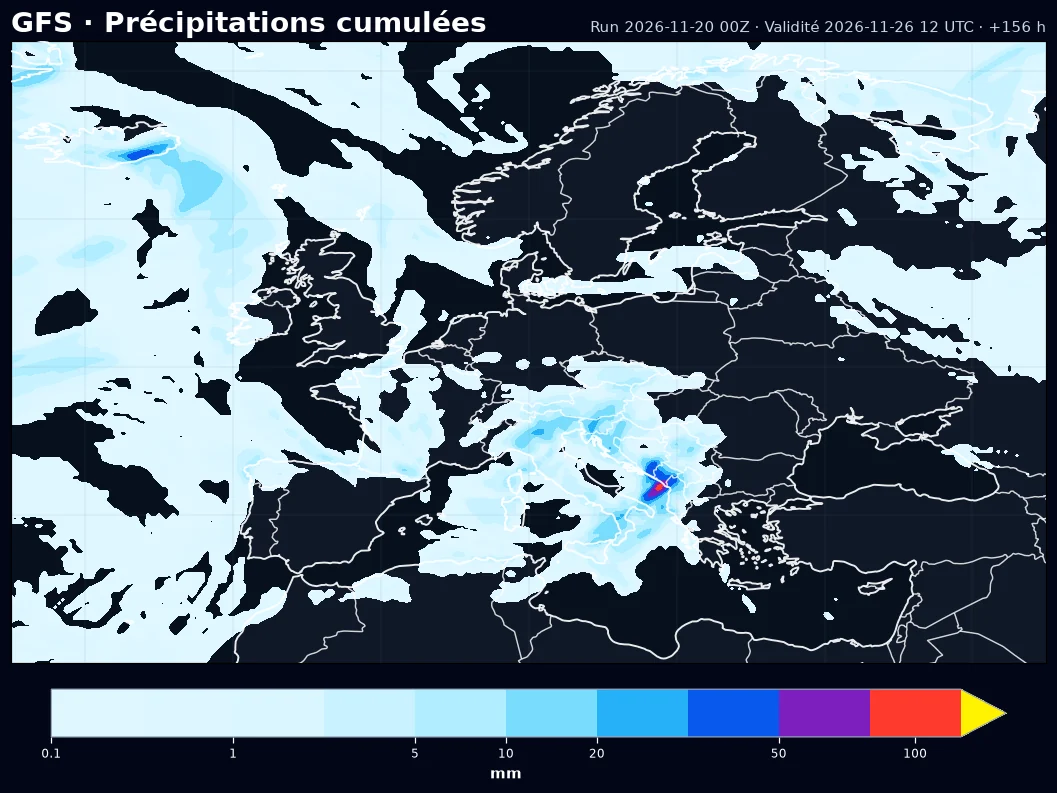 GFS · Précipitations cumulées
Run 2026-11-20 00Z · Validité 2026-11-26 12 UTC · +156 h
0.1 1 5 10 20 50 100
mm